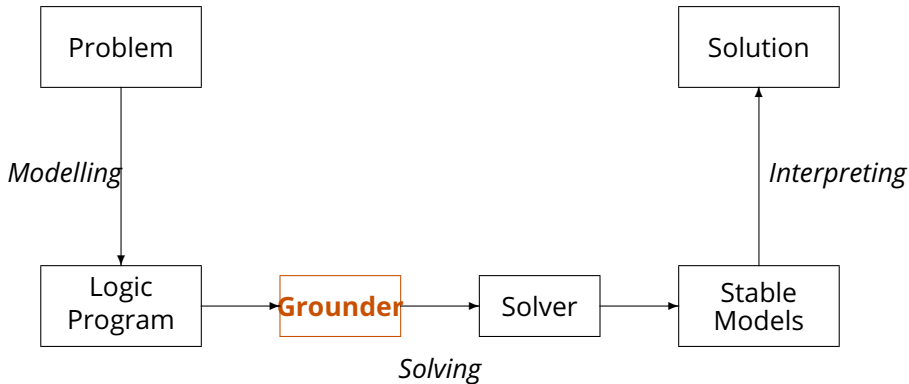 Problem
Solution
Modelling
Interpreting
Logic
Program
Grounder
Solver
Stable
Models
Solving